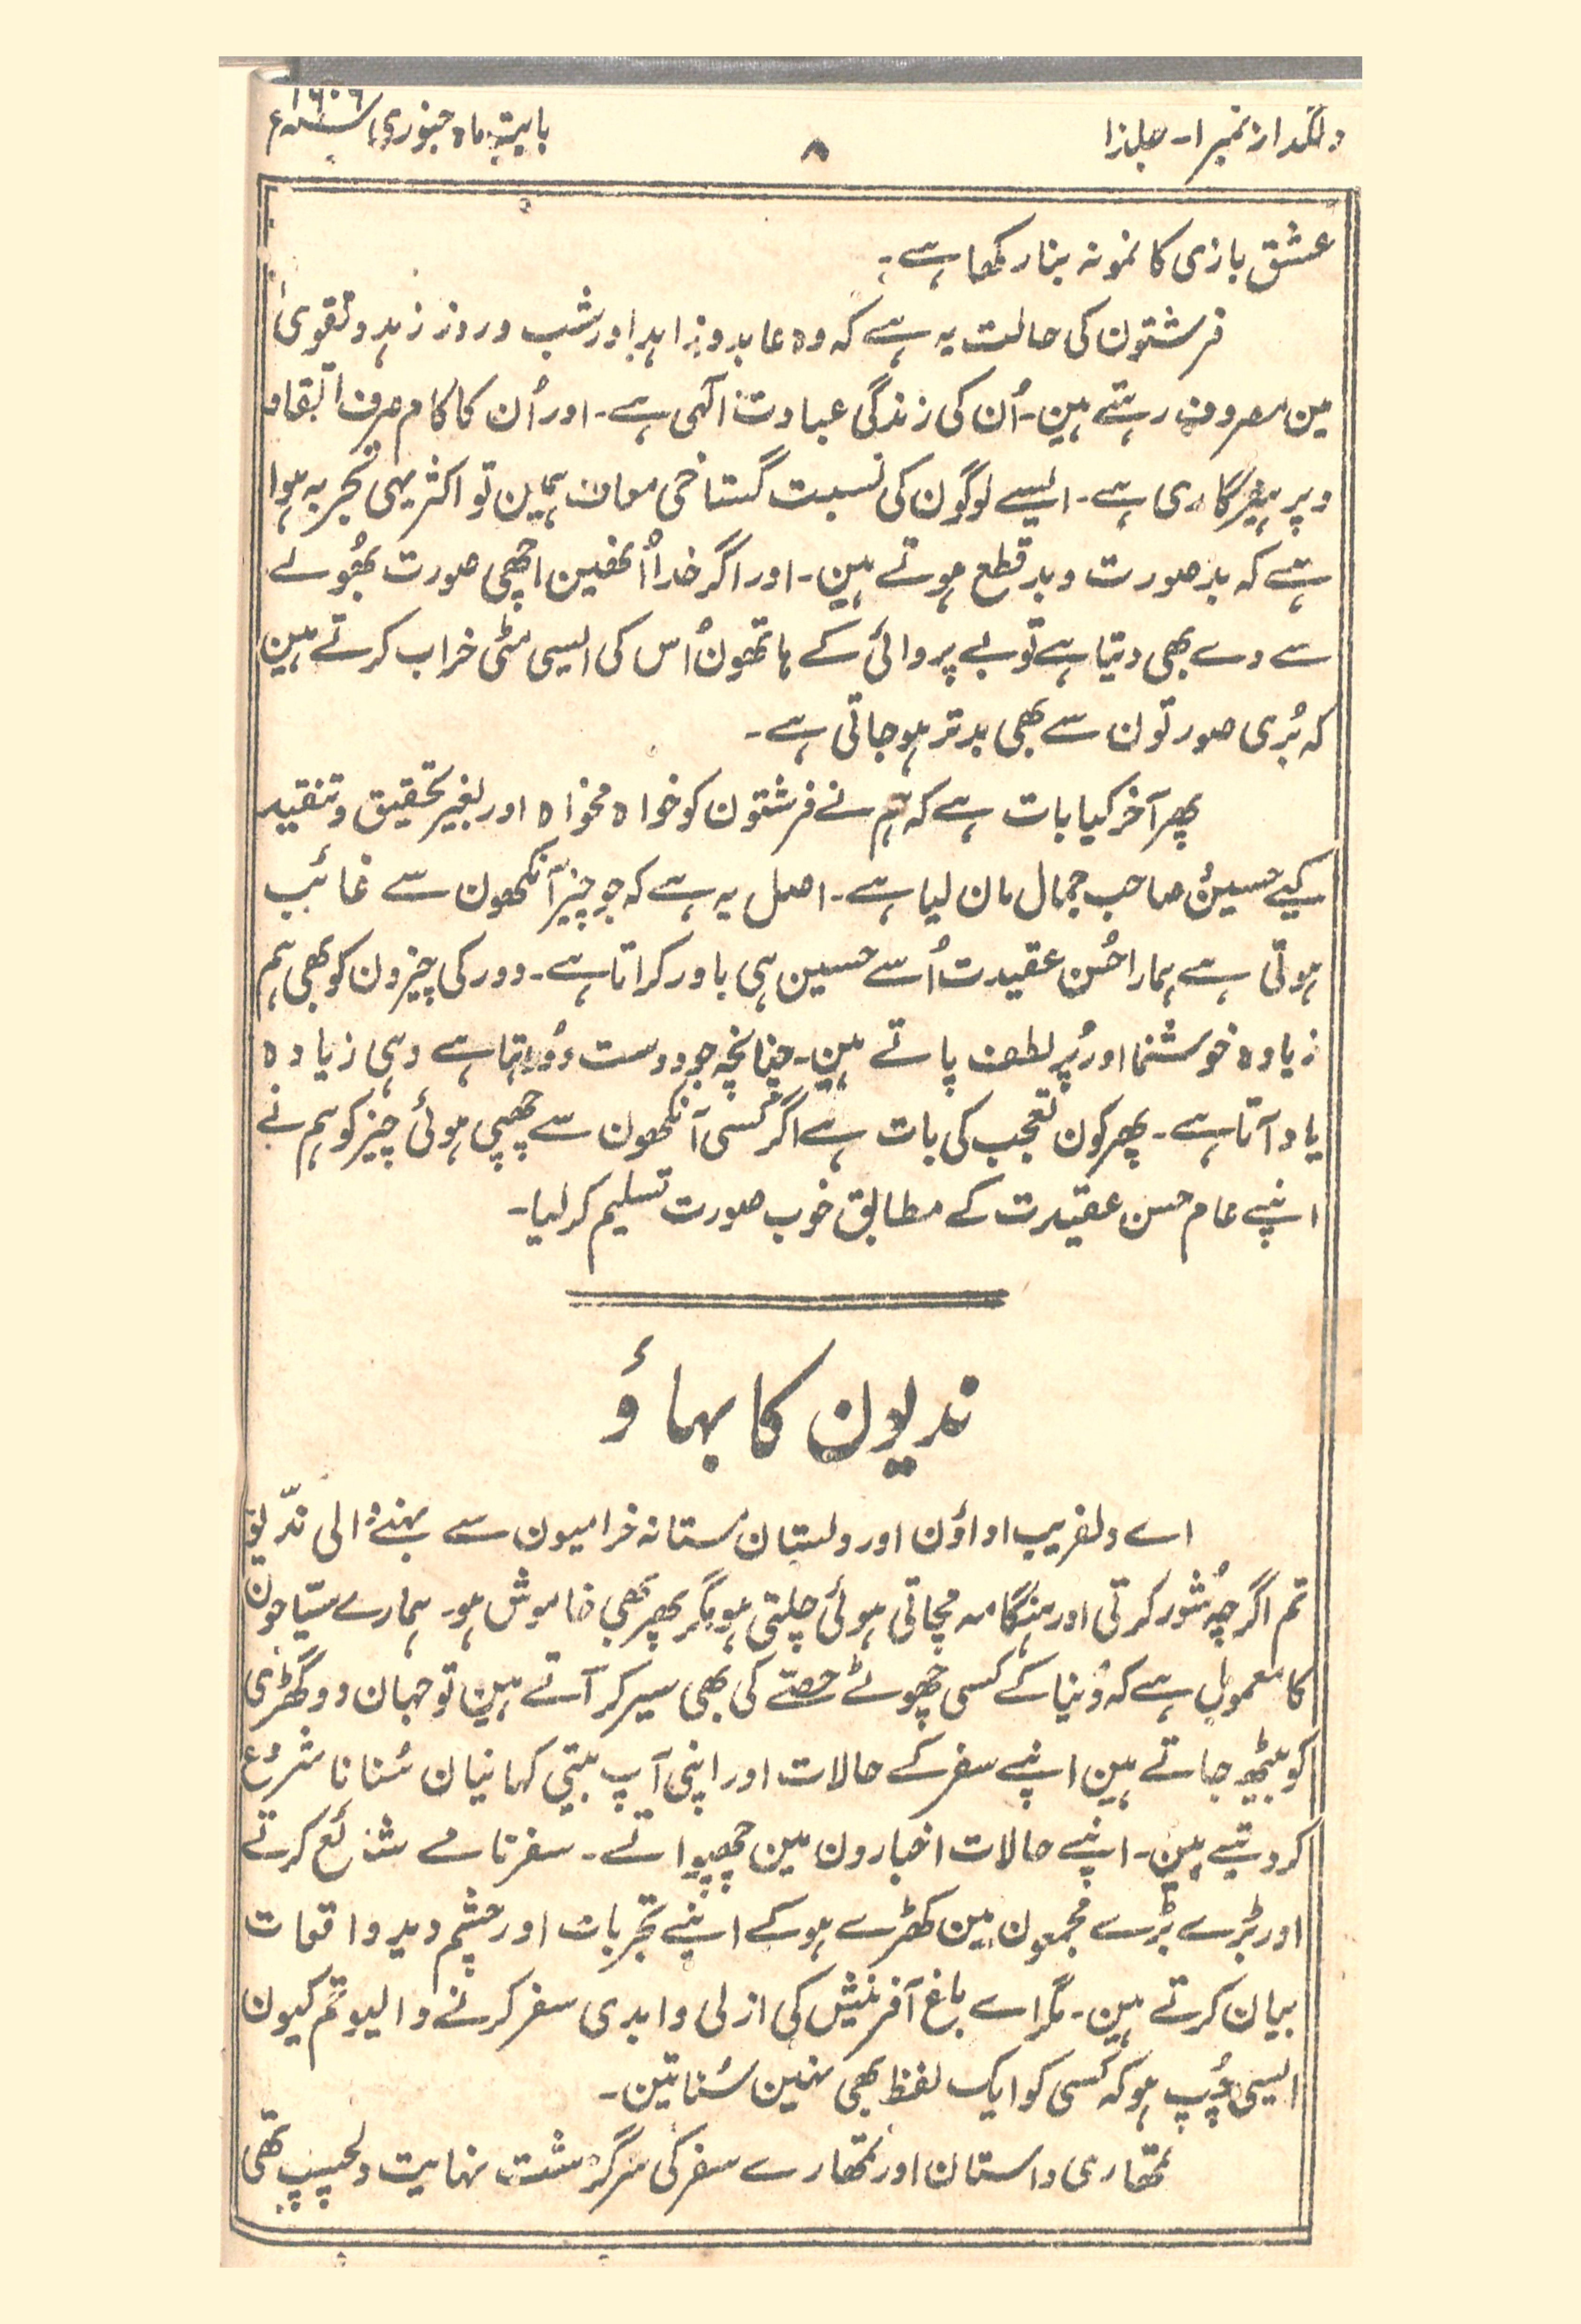 دلگداز نمبر ۱ - جلد ۱۰
۸
بابت ماہ جنوری سنہ ۱۹۰۶ء
عشق بازی کا نمونہ بنا رکھا ہے۔
فرشتون کی حالت یہ ہے کہ وہ عابد و زاہد اور شب و روز زہد و تقویٰ
مین مصروف رہتے ہین۔ اُن کی زندگی عبادت الٰہی ہے۔ اور اُن کا کام صرف اتقا
و پرہیزگاری ہے۔ ایسے لوگون کی نسبت گستاخی معاف ہمین تو اکثر یہی تجربہ ہوا
ہے کہ بدصورت و بدقطع ہوتے ہین۔ اور اگر خدا اُنھین اچھی صورت بھُولے
سے دے بھی دیتا ہے تو بے پروائی کے ہاتھون اُس کی ایسی مٹی خراب کرتے ہین
کہ بُری صورتون سے بھی بدتر ہو جاتی ہے۔
پھر آخر کیا بات ہے کہ ہم نے فرشتون کو خواہ مخواہ اور بغیر تحقیق و تنقید
کیے حسین صاحب جمال مان لیا ہے۔ اصل یہ ہے کہ جو چیز آنکھون سے غائب
ہوتی ہے ہمارا حُسن عقیدت اُسے حسین ہی باور کراتا ہے۔ دور کی چیزون کو بھی ہم
زیادہ خوشنما اور پُر لطف پاتے ہین۔ چنانچہ جو دوست دُور رہتا ہے وہی زیادہ
یاد آتا ہے۔ پھر کون تعجب کی بات ہے اگر کسی آنکھون سے چھپی ہوئی چیز کو ہم نے
اپنے عام حسن عقیدت کے مطابق خوب صورت تسلیم کر لیا۔
ندیون کا بہاؤ
اے دلفریب اداؤن اور دلستان مستانہ خرامیون سے بہنے والی ندّیو
تم اگرچہ شور کرتی اور ہنگامہ مچاتی ہوئی چلتی ہو مگر پھر بھی خاموش ہو۔ ہمارے سیّاحون
کا معمول ہے کہ دُنیا کے کسی چھوٹے حصّے کی بھی سیر کر آتے ہین تو جہان دو گھڑی
کو بیٹھ جاتے ہین اپنے سفر کے حالات اور اپنی آپ بیتی کہانیان سُنانا شروع
کر دیتے ہین۔ اپنے حالات اخبارون مین چھپواتے۔ سفرنامے شائع کرتے
اور بڑے بڑے مجمعون مین کھڑے ہو کے اپنے تجربات اور چشم دید واقعات
بیان کرتے ہین۔ مگر اے باغ آفرینش کی ازلی و ابدی سفر کرنے والیو تم کیون
ایسی چُپ ہو کہ کسی کو ایک لفظ بھی نہین سُناتین۔
تمھاری داستان اور تمھارے سفر کی سرگزشت نہایت دلچسپ تھی